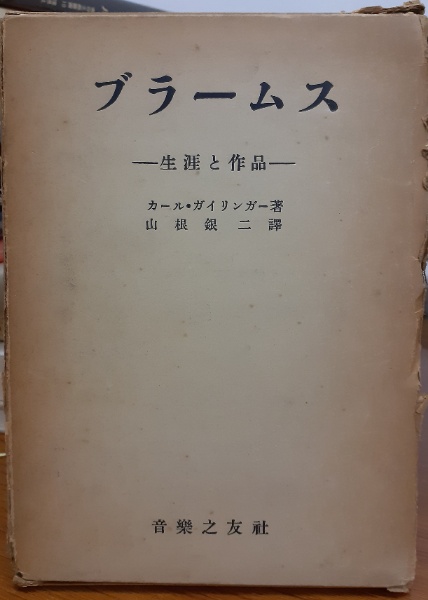 ブラームス
―生涯と作品―
カール・ガイリンガー著
山根銀二譯
音樂之友社